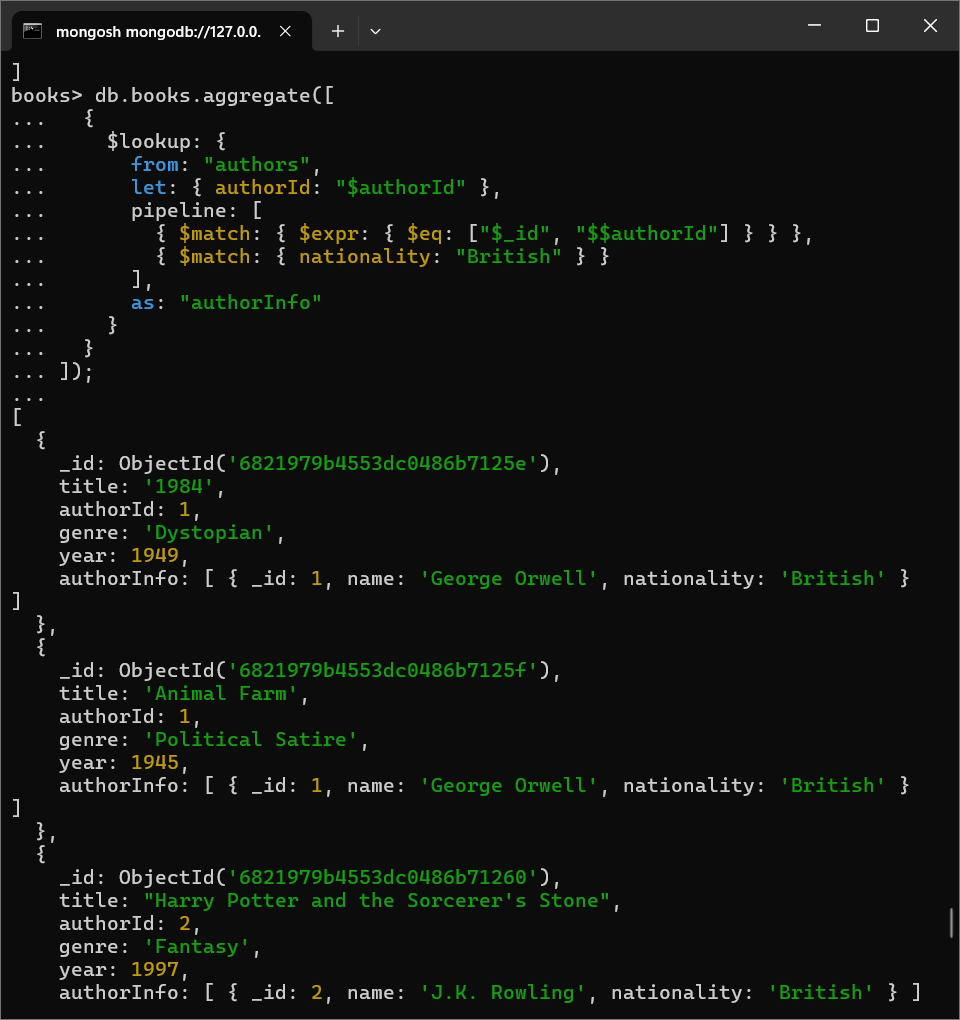 mongosh mongodb://127.0.0.
]
books> db.books.aggregate([
...   {
...     $lookup: {
...       from: "authors",
...       let: { authorId: "$authorId" },
...       pipeline: [
...         { $match: { $expr: { $eq: ["$_id", "$$authorId"] } } },
...         { $match: { nationality: "British" } }
...       ],
...       as: "authorInfo"
...     }
...   }
... ]);
...
[
  {
    _id: ObjectId('6821979b4553dc0486b7125e'),
    title: '1984',
    authorId: 1,
    genre: 'Dystopian',
    year: 1949,
    authorInfo: [ { _id: 1, name: 'George Orwell', nationality: 'British' }
]
  },
  {
    _id: ObjectId('6821979b4553dc0486b7125f'),
    title: 'Animal Farm',
    authorId: 1,
    genre: 'Political Satire',
    year: 1945,
    authorInfo: [ { _id: 1, name: 'George Orwell', nationality: 'British' }
]
  },
  {
    _id: ObjectId('6821979b4553dc0486b71260'),
    title: "Harry Potter and the Sorcerer's Stone",
    authorId: 2,
    genre: 'Fantasy',
    year: 1997,
    authorInfo: [ { _id: 2, name: 'J.K. Rowling', nationality: 'British' } ]